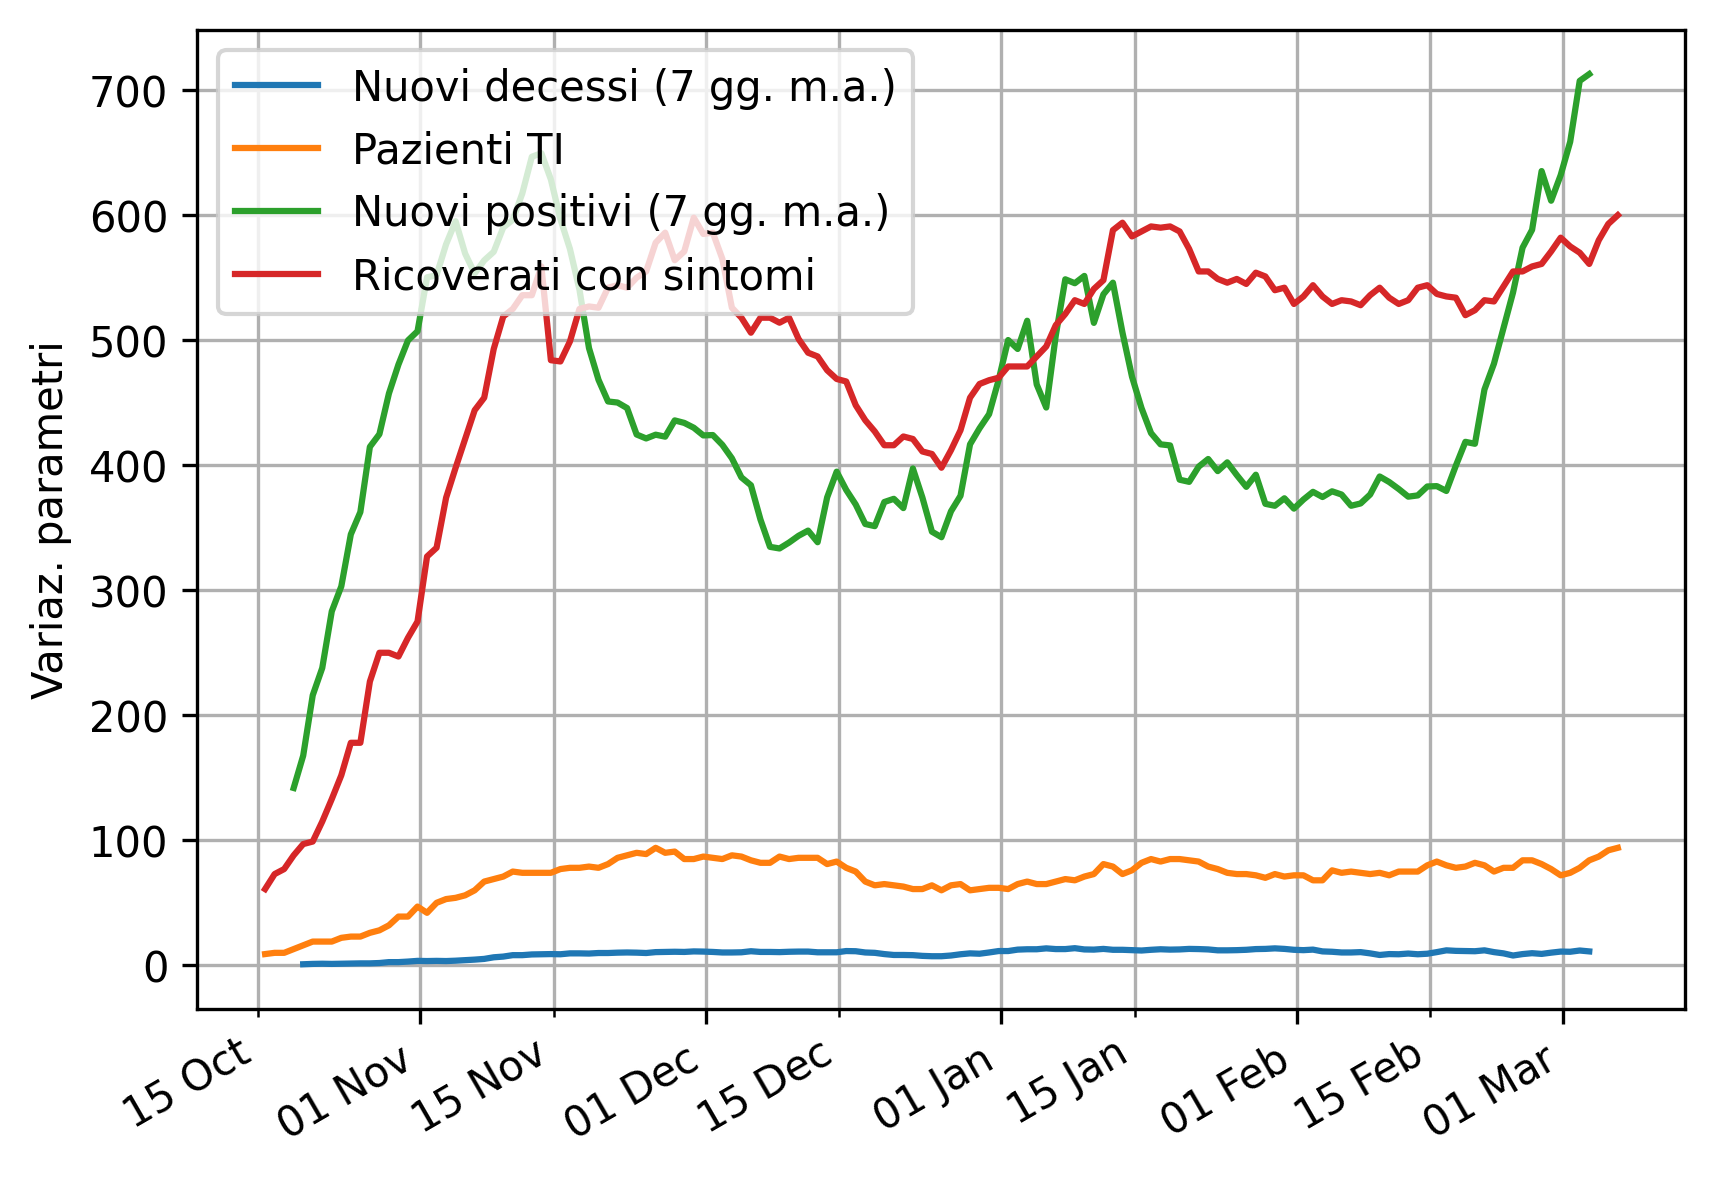 Nuovi decessi (7 gg. m.a.)
Pazienti TI
Nuovi positivi (7 gg. m.a.)
Ricoverati con sintomi
Variaz. parametri
700
600
500
400
300
200
100
0
15 Oct
01 Nov
15 Nov
01 Dec
15 Dec
01 Jan
15 Jan
01 Feb
15 Feb
01 Mar